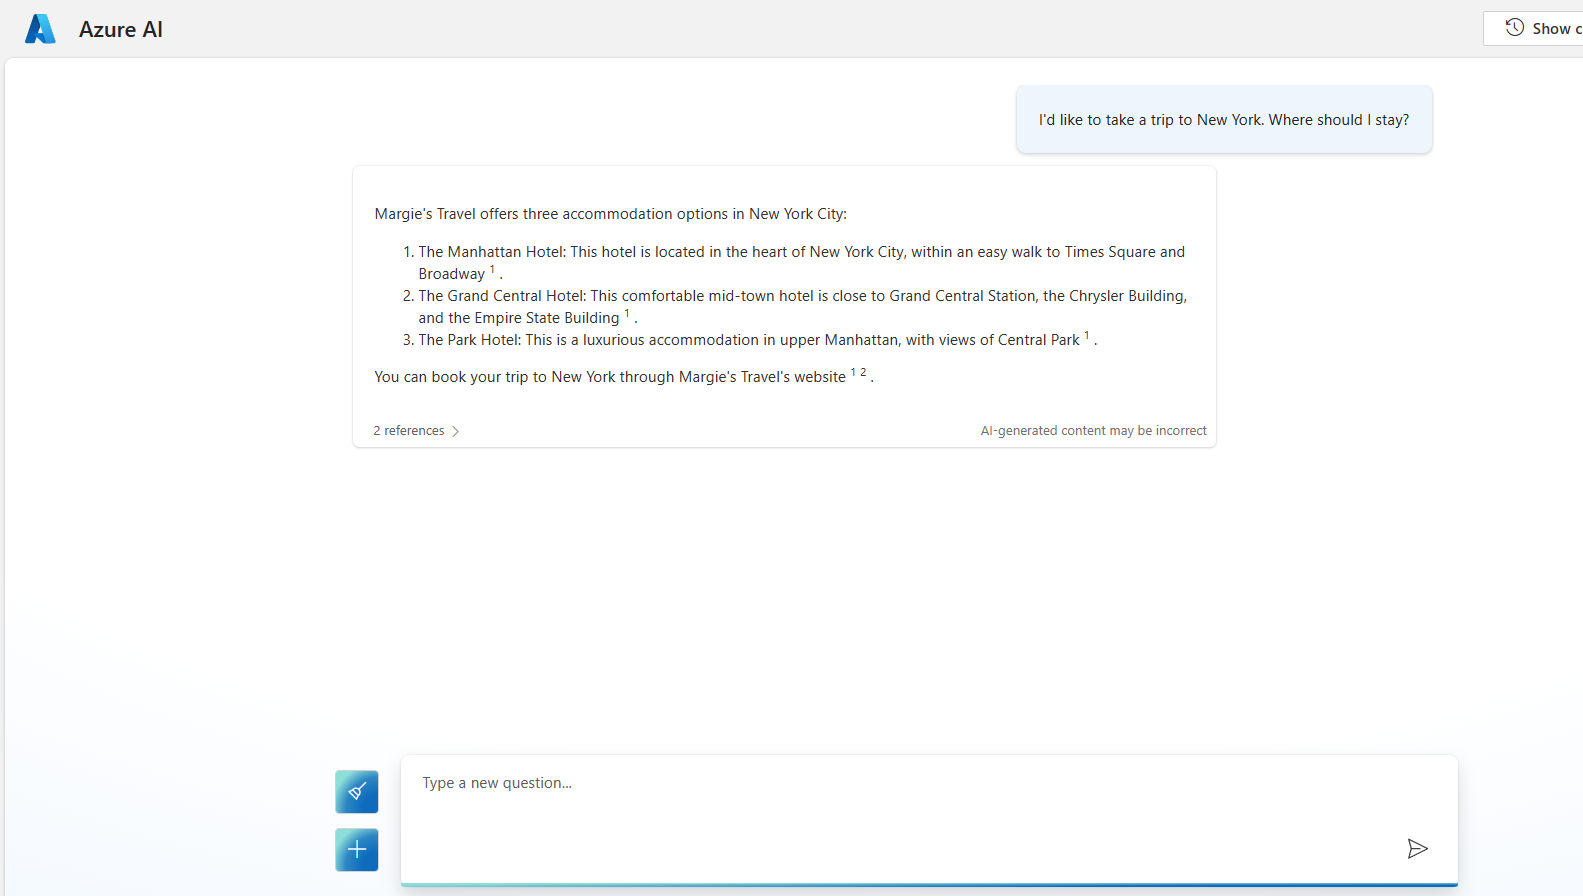 Azure AI
Show c
I'd like to take a trip to New York. Where should I stay?
Margie's Travel offers three accommodation options in New York City:
1. The Manhattan Hotel: This hotel is located in the heart of New York City, within an easy walk to Times Square and
Broadway 1 .
2. The Grand Central Hotel: This comfortable mid-town hotel is close to Grand Central Station, the Chrysler Building,
and the Empire State Building 1 .
3. The Park Hotel: This is a luxurious accommodation in upper Manhattan, with views of Central Park 1 .
You can book your trip to New York through Margie's Travel's website 1 2 .
2 references
AI-generated content may be incorrect
Type a new question...